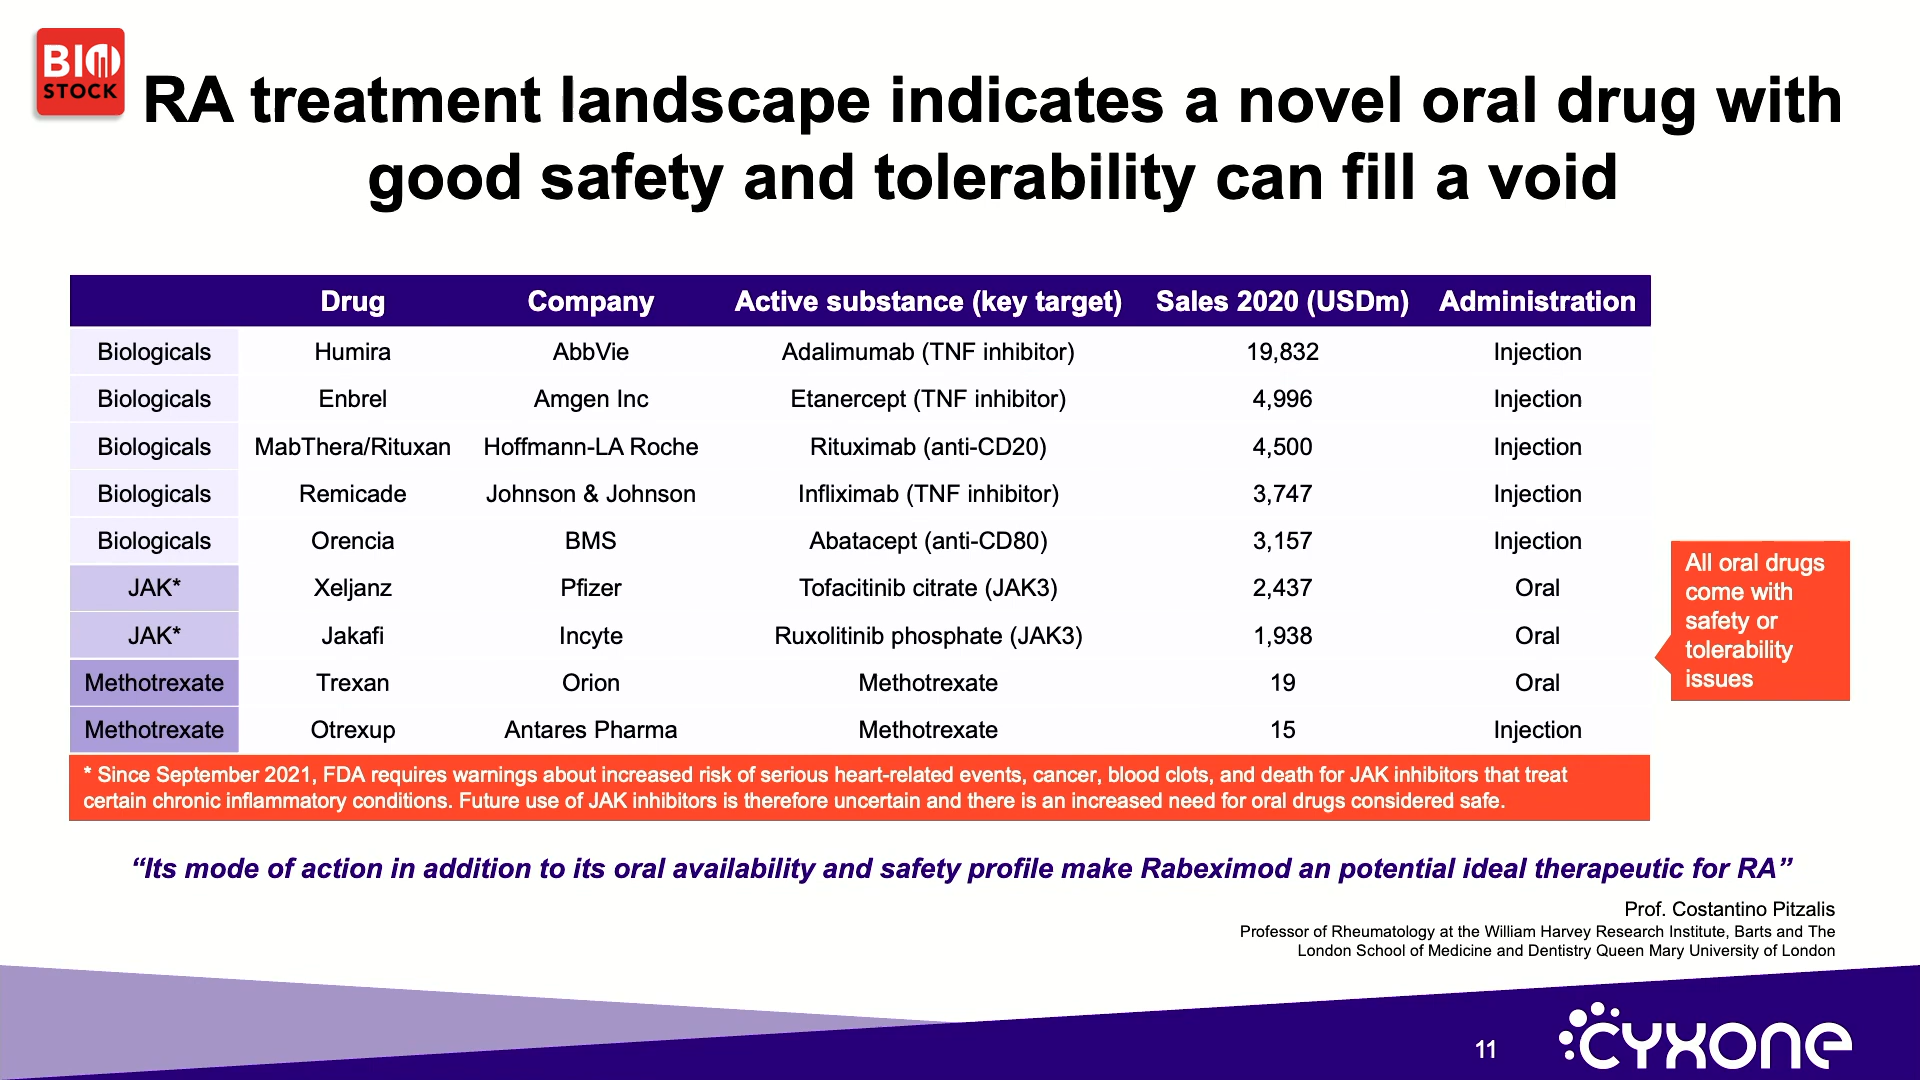 BIO
STOCK
RA treatment landscape indicates a novel oral drug with
good safety and tolerability can fill a void
Drug Company Active substance (key target) Sales 2020 (USDm) Administration
Biologicals Humira AbbVie Adalimumab (TNF inhibitor) 19,832 Injection
Biologicals Enbrel Amgen Inc Etanercept (TNF inhibitor) 4,996 Injection
Biologicals MabThera/Rituxan Hoffmann-LA Roche Rituximab (anti-CD20) 4,500 Injection
Biologicals Remicade Johnson & Johnson Infliximab (TNF inhibitor) 3,747 Injection
Biologicals Orencia BMS Abatacept (anti-CD80) 3,157 Injection
JAK* Xeljanz Pfizer Tofacitinib citrate (JAK3) 2,437 Oral
JAK* Jakafi Incyte Ruxolitinib phosphate (JAK3) 1,938 Oral
Methotrexate Trexan Orion Methotrexate 19 Oral
Methotrexate Otrexup Antares Pharma Methotrexate 15 Injection
All oral drugs
come with
safety or
tolerability
issues
* Since September 2021, FDA requires warnings about increased risk of serious heart-related events, cancer, blood clots, and death for JAK inhibitors that treat
certain chronic inflammatory conditions. Future use of JAK inhibitors is therefore uncertain and there is an increased need for oral drugs considered safe.
“Its mode of action in addition to its oral availability and safety profile make Rabeximod an potential ideal therapeutic for RA”
Prof. Costantino Pitzalis
Professor of Rheumatology at the William Harvey Research Institute, Barts and The
London School of Medicine and Dentistry Queen Mary University of London
11
cyxone